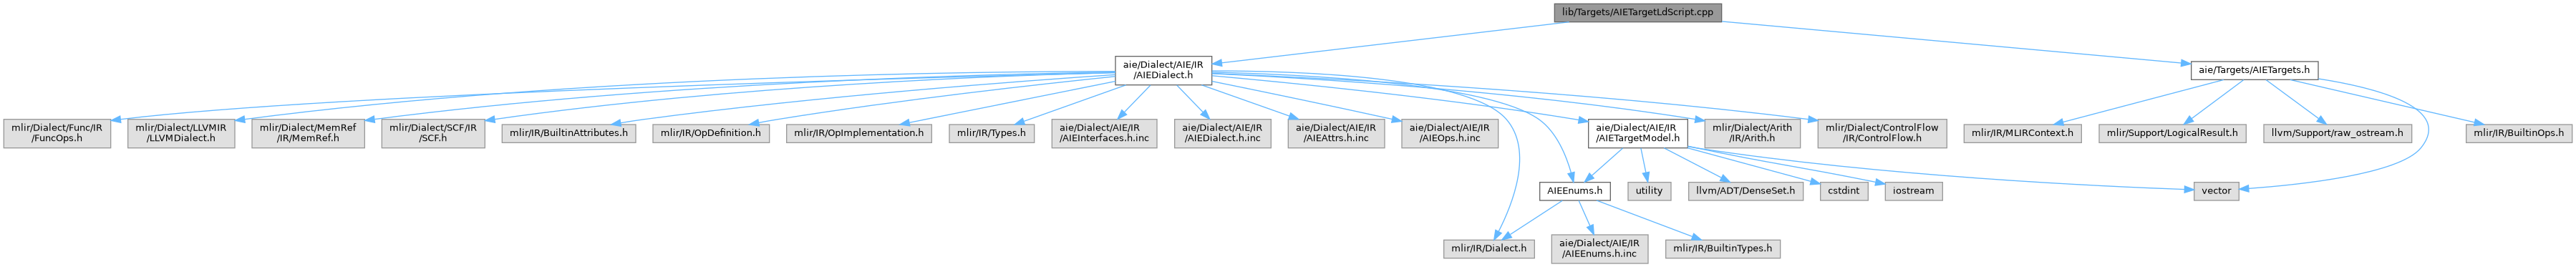 lib/Targets/AIETargetLdScript.cpp
aie/Dialect/AIE/IR
/AIEDialect.h
aie/Targets/AIETargets.h
mlir/Dialect/Func/IR
/FuncOps.h
mlir/Dialect/LLVMIR
/LLVMDialect.h
mlir/Dialect/MemRef
/IR/MemRef.h
mlir/Dialect/SCF/IR
/SCF.h
mlir/IR/BuiltinAttributes.h
mlir/IR/OpDefinition.h
mlir/IR/OpImplementation.h
mlir/IR/Types.h
aie/Dialect/AIE/IR
/AIEInterfaces.h.inc
aie/Dialect/AIE/IR
/AIEDialect.h.inc
aie/Dialect/AIE/IR
/AIEAttrs.h.inc
aie/Dialect/AIE/IR
/AIEOps.h.inc
aie/Dialect/AIE/IR
/AIETargetModel.h
mlir/Dialect/Arith
/IR/Arith.h
mlir/Dialect/ControlFlow
/IR/ControlFlow.h
mlir/IR/MLIRContext.h
mlir/Support/LogicalResult.h
llvm/Support/raw_ostream.h
mlir/IR/BuiltinOps.h
AIEEnums.h
utility
llvm/ADT/DenseSet.h
cstdint
iostream
vector
mlir/IR/Dialect.h
aie/Dialect/AIE/IR
/AIEEnums.h.inc
mlir/IR/BuiltinTypes.h